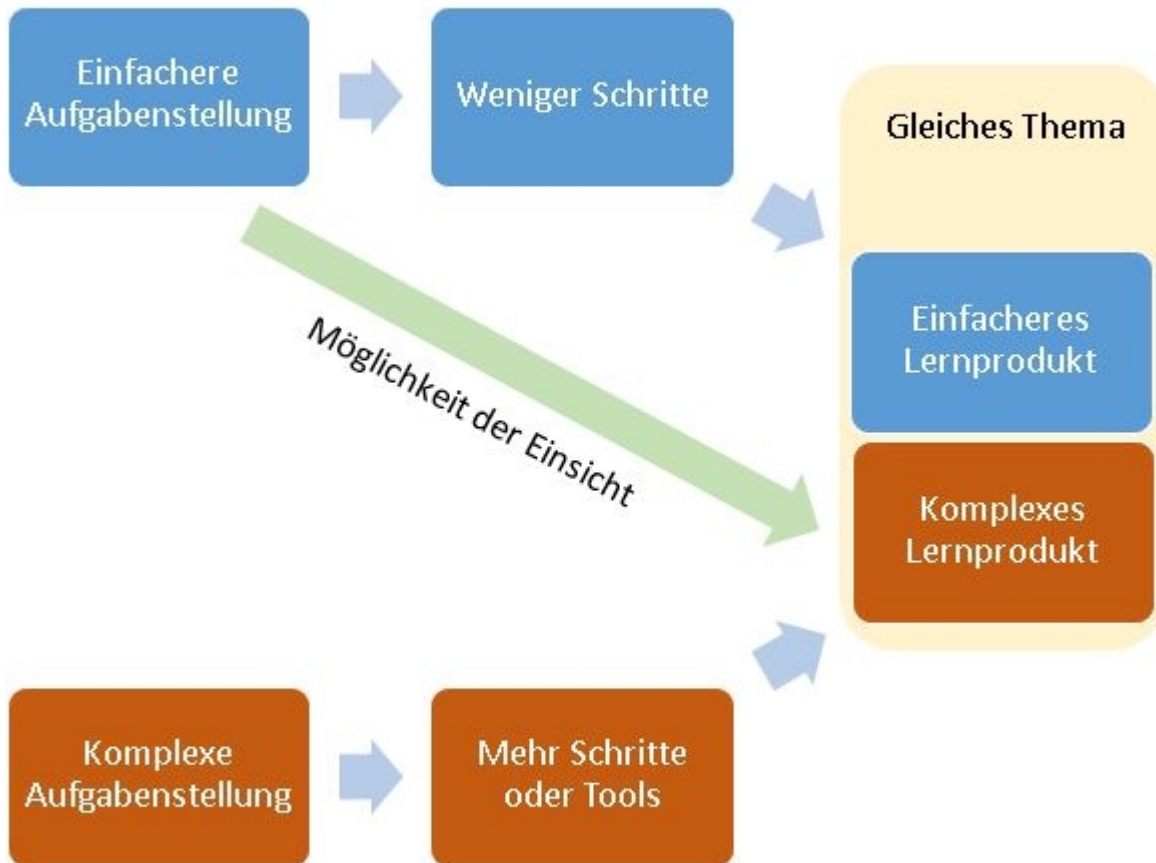 Einfachere
Aufgabenstellung
Weniger Schritte
Gleiches Thema
Einfacheres
Lernprodukt
Möglichkeit der Einsicht
Komplexes
Lernprodukt
Komplexe
Aufgabenstellung
Mehr Schritte
oder Tools